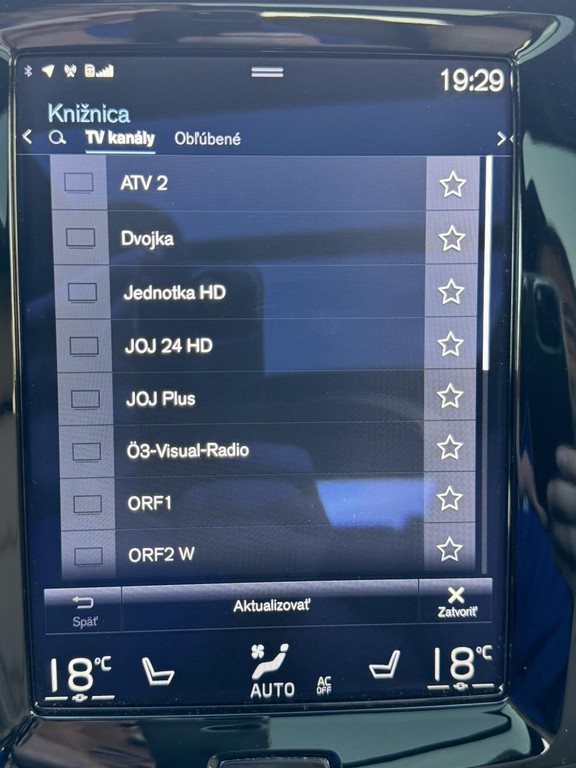 19:29
Knižnica
TV kanály Obľúbené
ATV 2
Dvojka
Jednotka HD
JOJ 24 HD
JOJ Plus
Ö3-Visual-Radio
ORF1
ORF2 W
Späť Aktualizovať Zatvoriť
18°C AUTO AC OFF 18°C